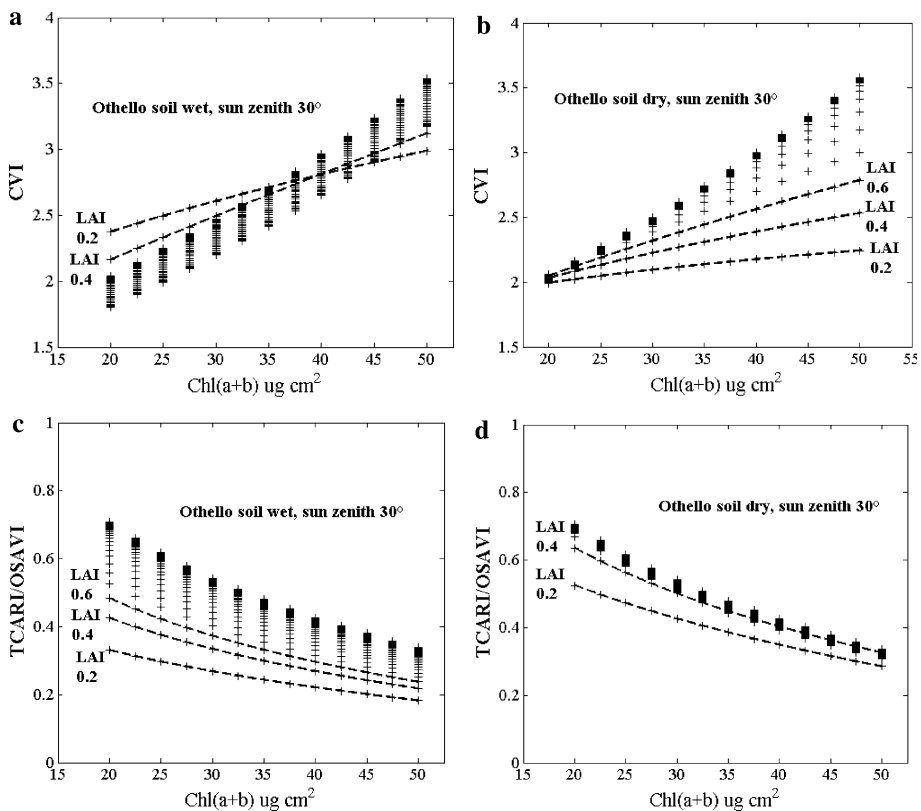 a
4
3.5
3
2.5
2
1.5
CVI
Othello soil wet, sun zenith 30°
LAI
0.2
LAI
0.4
15 20 25 30 35 40 45 50
Chl(a+b) ug cm²
b
4
3.5
3
2.5
2
1.5
CVI
Othello soil dry, sun zenith 30°
LAI
0.6
LAI
0.4
LAI
0.2
15 20 25 30 35 40 45 50 55
Chl(a+b) ug cm²
c
1
0.8
0.6
0.4
0.2
0
TCARI/OSAVI
Othello soil wet, sun zenith 30°
LAI
0.6
LAI
0.4
LAI
0.2
15 20 25 30 35 40 45 50
Chl(a+b) ug cm²
d
1
0.8
0.6
0.4
0.2
0
TCARI/OSAVI
Othello soil dry, sun zenith 30°
LAI
0.4
LAI
0.2
15 20 25 30 35 40 45 50
Chl(a+b) ug cm²